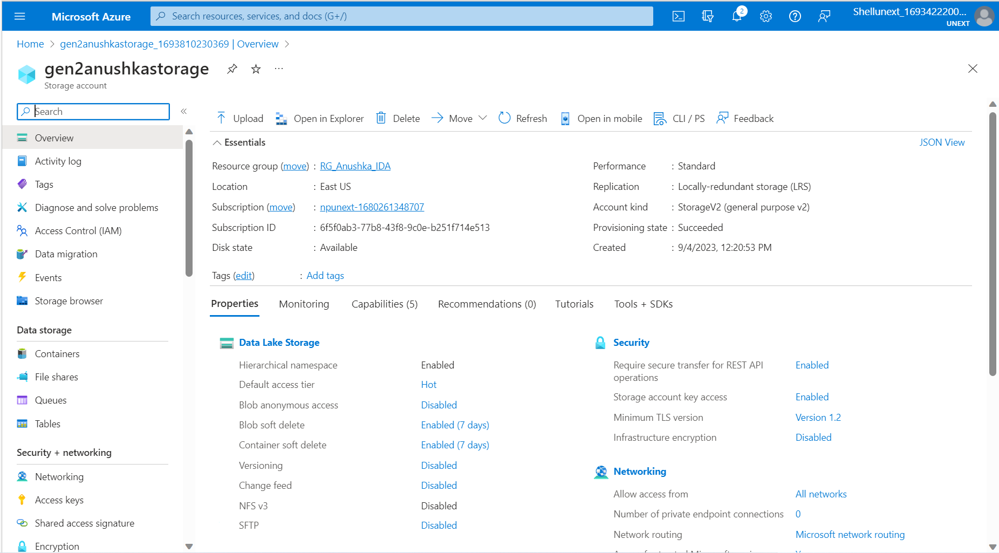 Microsoft Azure
Search resources, services, and docs (G+/)
2
Shellunext_1693422200...
UNEXT
Home > gen2anushkastorage_1693810230369 | Overview >
gen2anushkastorage
Storage account
Search
Overview
Activity log
Tags
Diagnose and solve problems
Access Control (IAM)
Data migration
Events
Storage browser
Data storage
Containers
File shares
Queues
Tables
Security + networking
Networking
Access keys
Shared access signature
Encryption
Upload Open in Explorer Delete Move Refresh Open in mobile CLI / PS Feedback
Essentials
JSON View
Resource group (move) : RG_Anushka_IDA
Location : East US
Subscription (move) : npunext-1680261348707
Subscription ID : 6f5f0ab3-77b8-43f8-9c0e-b251f714e513
Disk state : Available
Performance : Standard
Replication : Locally-redundant storage (LRS)
Account kind : StorageV2 (general purpose v2)
Provisioning state : Succeeded
Created : 9/4/2023, 12:20:53 PM
Tags (edit) : Add tags
Properties Monitoring Capabilities (5) Recommendations (0) Tutorials Tools + SDKs
Data Lake Storage
Hierarchical namespace Enabled
Default access tier Hot
Blob anonymous access Disabled
Blob soft delete Enabled (7 days)
Container soft delete Enabled (7 days)
Versioning Disabled
Change feed Disabled
NFS v3 Disabled
SFTP Disabled
Security
Require secure transfer for REST API Enabled
operations
Storage account key access Enabled
Minimum TLS version Version 1.2
Infrastructure encryption Disabled
Networking
Allow access from All networks
Number of private endpoint connections 0
Network routing Microsoft network routing